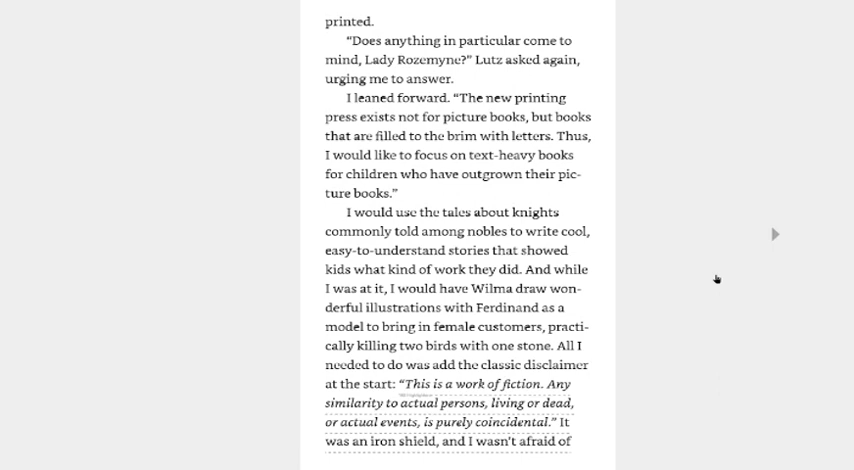 printed.
“Does anything in particular come to
mind, Lady Rozemyne?” Lutz asked again,
urging me to answer.
I leaned forward. “The new printing
press exists not for picture books, but books
that are filled to the brim with letters. Thus,
I would like to focus on text-heavy books
for children who have outgrown their pic-
ture books.”
I would use the tales about knights
commonly told among nobles to write cool,
easy-to-understand stories that showed
kids what kind of work they did. And while
I was at it, I would have Wilma draw won-
derful illustrations with Ferdinand as a
model to bring in female customers, practi-
cally killing two birds with one stone. All I
needed to do was add the classic disclaimer
at the start: “This is a work of fiction. Any
similarity to actual persons, living or dead,
or actual events, is purely coincidental.” It
was an iron shield, and I wasn’t afraid of